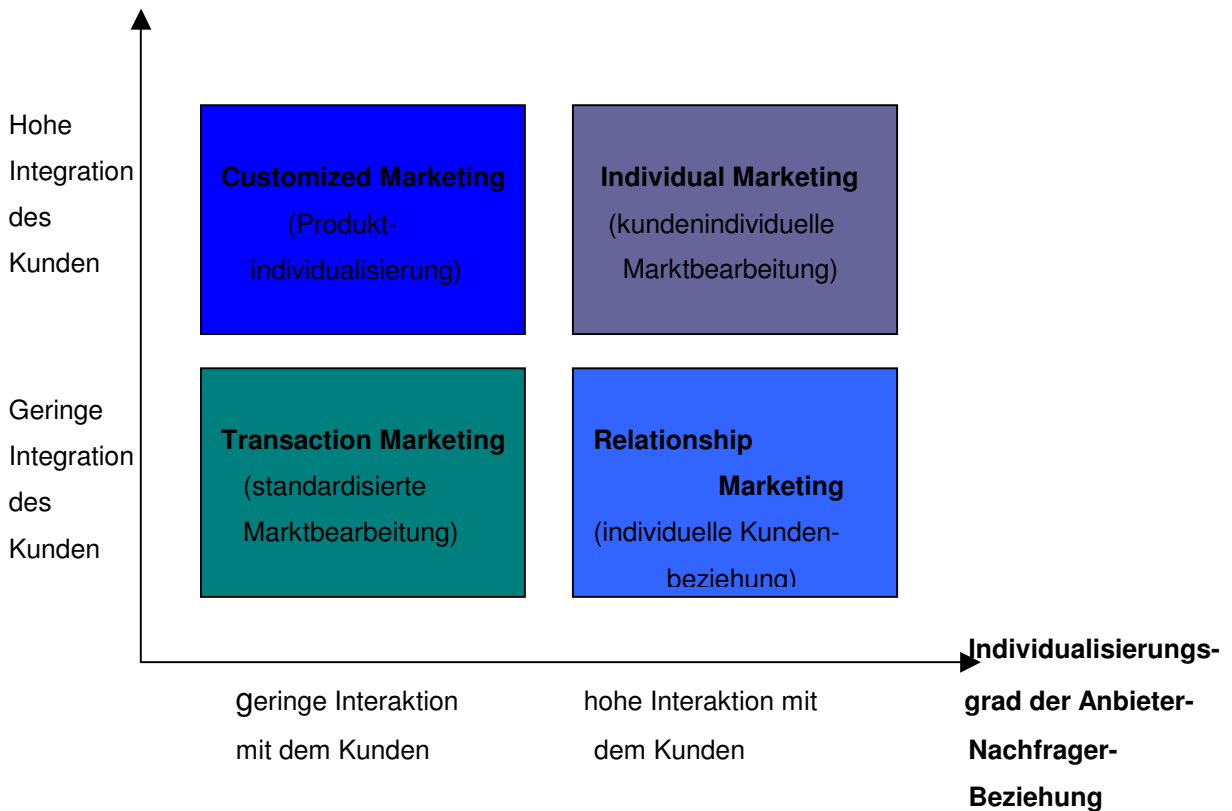 Hohe
Integration
des
Kunden
Customized Marketing
(Produkt-
individualisierung)
Individual Marketing
(kundenindividuelle
Marktbearbeitung)
Geringe
Integration
des
Kunden
Transaction Marketing
(standardisierte
Marktbearbeitung)
Relationship
Marketing
(individuelle Kunden-
beziehung)
geringe Interaktion
mit dem Kunden
hohe Interaktion mit
dem Kunden
Individualisierungs-
grad der Anbieter-
Nachfrager-
Beziehung